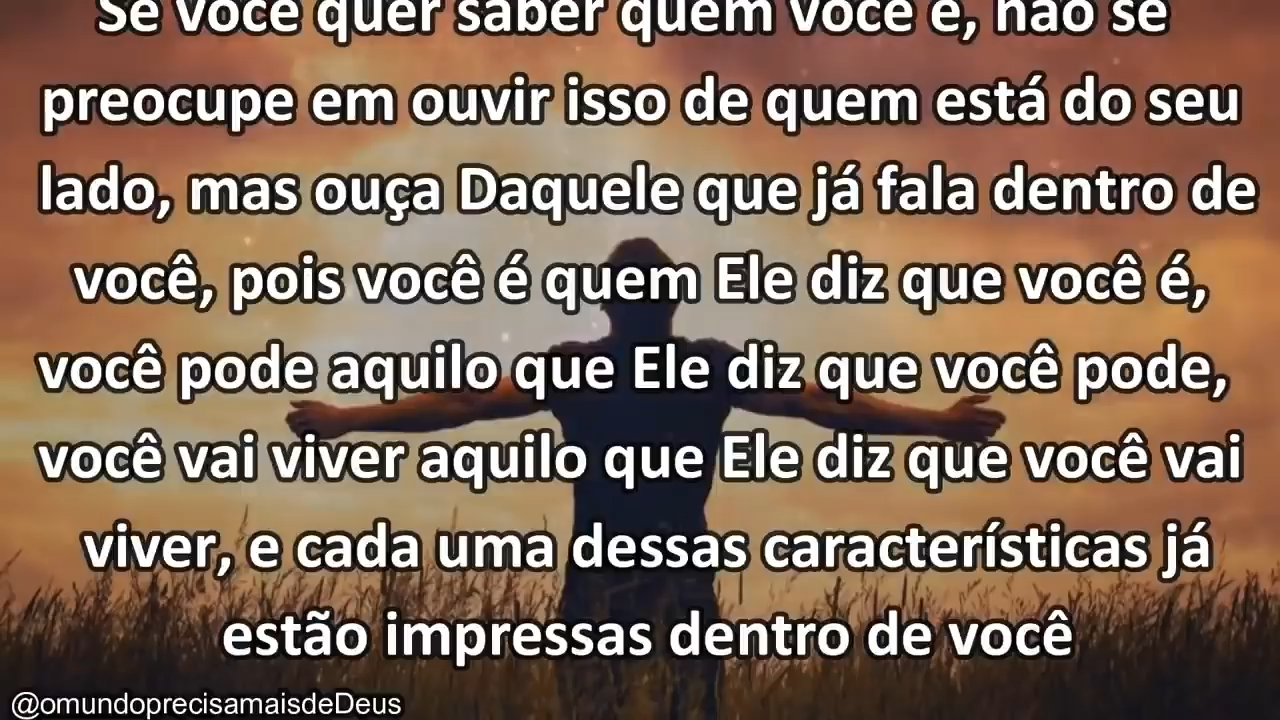 Se você quer saber quem você é, não se
preocupe em ouvir isso de quem está do seu
lado, mas ouça Daquele que já fala dentro de
você, pois você é quem Ele diz que você é,
você pode aquilo que Ele diz que você pode,
você vai viver aquilo que Ele diz que você vai
viver, e cada uma dessas características já
estão impressas dentro de você
@omundoprecisamaisdeDeus